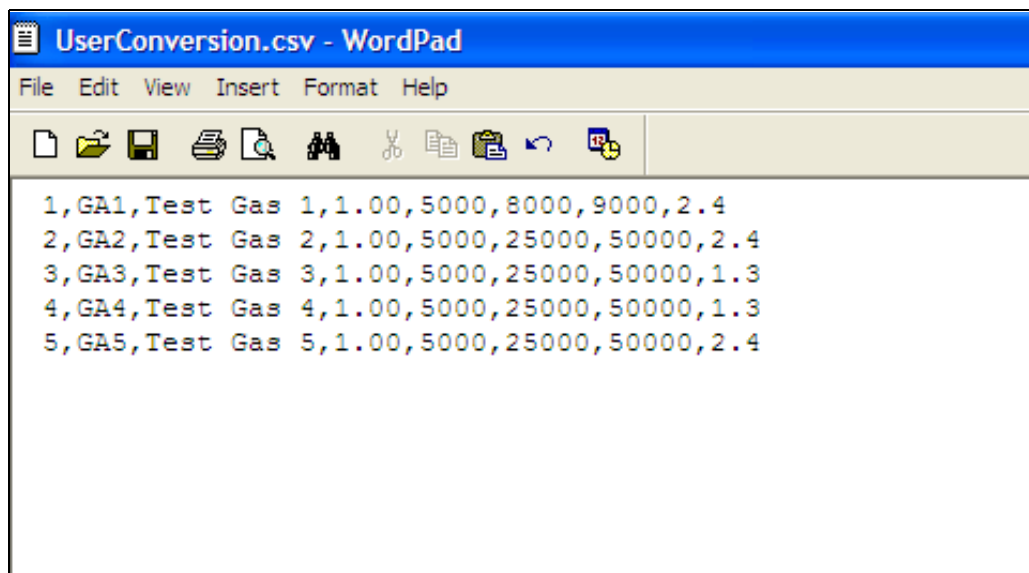 UserConversion.csv - WordPad
File Edit View Insert Format Help
1,GA1,Test Gas 1,1.00,5000,8000,9000,2.4
2,GA2,Test Gas 2,1.00,5000,25000,50000,2.4
3,GA3,Test Gas 3,1.00,5000,25000,50000,1.3
4,GA4,Test Gas 4,1.00,5000,25000,50000,1.3
5,GA5,Test Gas 5,1.00,5000,25000,50000,2.4